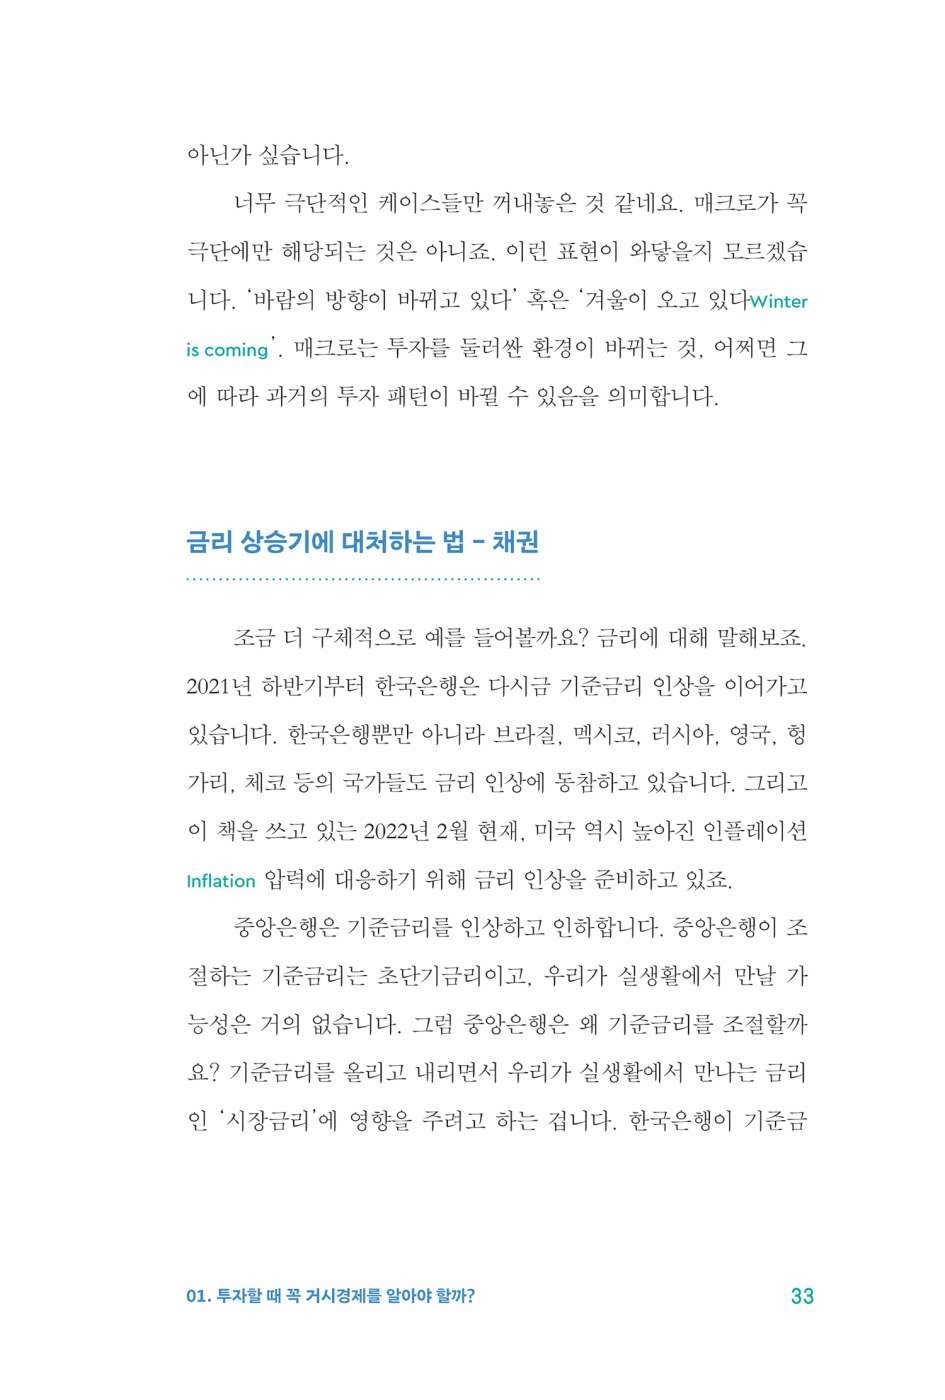 아닌가 싶습니다.
너무 극단적인 케이스들만 꺼내놓은 것 같네요. 매크로가 꼭
극단에만 해당되는 것은 아니죠. 이런 표현이 와닿을지 모르겠습
니다. ‘바람의 방향이 바뀌고 있다’ 혹은 ‘겨울이 오고 있다Winter
is coming’. 매크로는 투자를 둘러싼 환경이 바뀌는 것, 어쩌면 그
에 따라 과거의 투자 패턴이 바뀔 수 있음을 의미합니다.
금리 상승기에 대처하는 법 - 채권
조금 더 구체적으로 예를 들어볼까요? 금리에 대해 말해보죠.
2021년 하반기부터 한국은행은 다시금 기준금리 인상을 이어가고
있습니다. 한국은행뿐만 아니라 브라질, 멕시코, 러시아, 영국, 헝
가리, 체코 등의 국가들도 금리 인상에 동참하고 있습니다. 그리고
이 책을 쓰고 있는 2022년 2월 현재, 미국 역시 높아진 인플레이션
Inflation 압력에 대응하기 위해 금리 인상을 준비하고 있죠.
중앙은행은 기준금리를 인상하고 인하합니다. 중앙은행이 조
절하는 기준금리는 초단기금리이고, 우리가 실생활에서 만날 가
능성은 거의 없습니다. 그럼 중앙은행은 왜 기준금리를 조절할까
요? 기준금리를 올리고 내리면서 우리가 실생활에서 만나는 금리
인 ‘시장금리’에 영향을 주려고 하는 겁니다. 한국은행이 기준금
01. 투자할 때 꼭 거시경제를 알아야 할까? 33